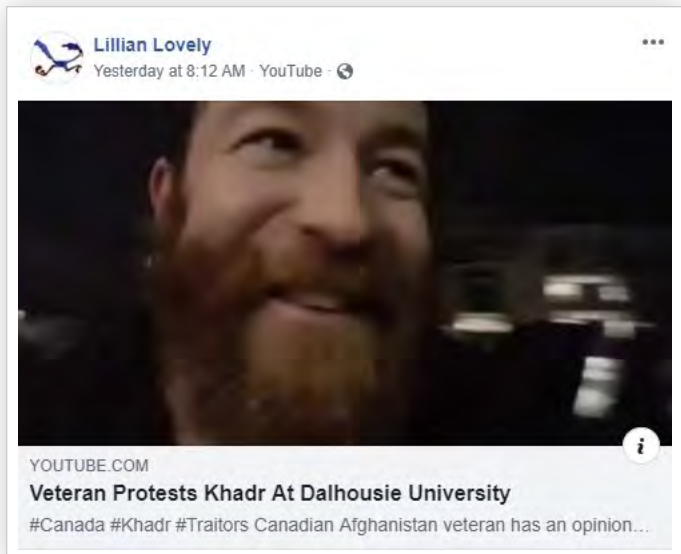 Lillian Lovely
Yesterday at 8:12 AM · YouTube ·
YOUTUBE.COM
Veteran Protests Khadr At Dalhousie University
#Canada #Khadr #Traitors Canadian Afghanistan veteran has an opinion...